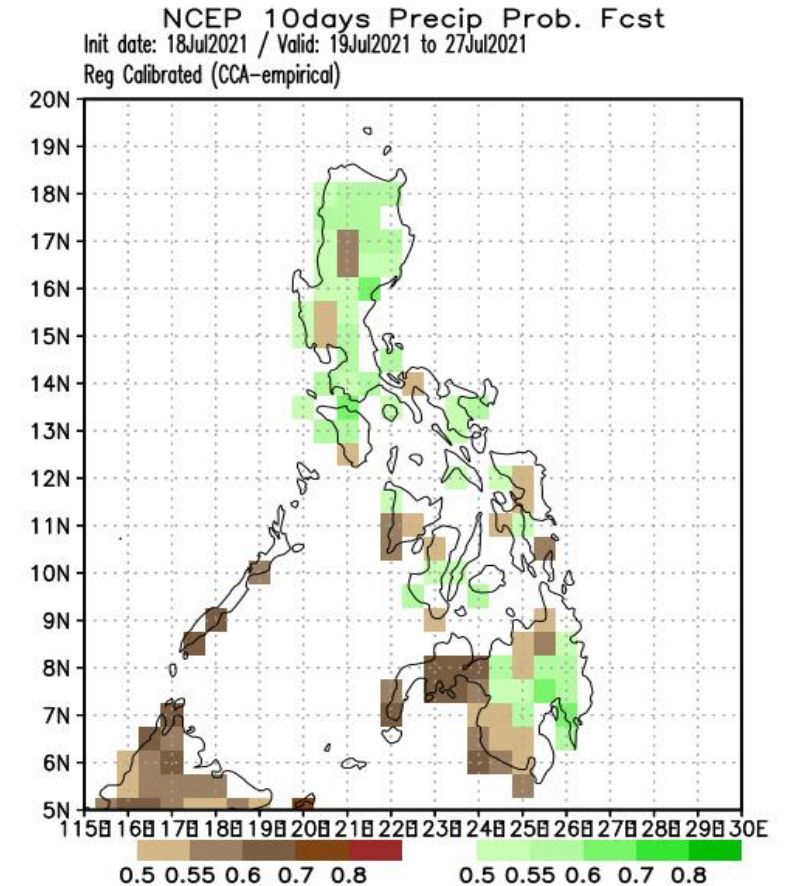 NCEP 10days Precip Prob. Fcst
Init date: 18Jul2021 / Valid: 19Jul2021 to 27Jul2021
Reg Calibrated (CCA-empirical)
20N
19N
18N
17N
16N
15N
14N
13N
12N
11N
10N
9N
8N
7N
6N
5N
115E 116E 117E 118E 119E 120E 121E 122E 123E 124E 125E 126E 127E 128E 129E 130E
0.5 0.55 0.6 0.7 0.8 0.5 0.55 0.6 0.7 0.8